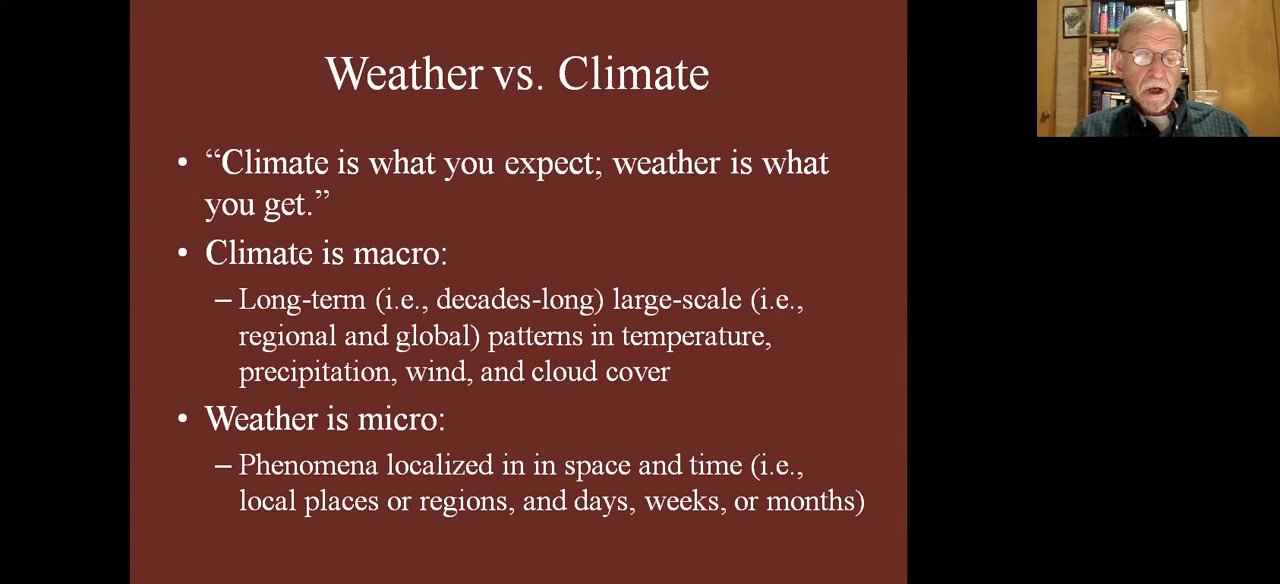 Weather vs. Climate
• “Climate is what you expect; weather is what
you get.”
• Climate is macro:
– Long-term (i.e., decades-long) large-scale (i.e.,
regional and global) patterns in temperature,
precipitation, wind, and cloud cover
• Weather is micro:
– Phenomena localized in in space and time (i.e.,
local places or regions, and days, weeks, or months)